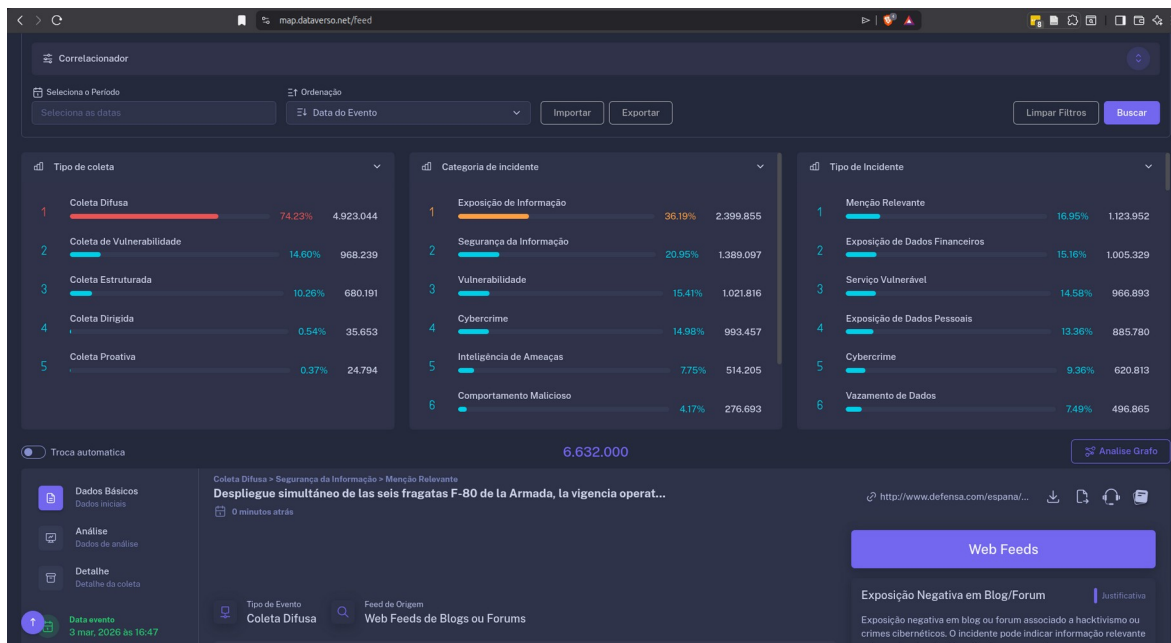 map.dataverso.net/feed
8
Correlacionador
Seleciona o Período
Ordenação
Seleciona as datas
Data do Evento
Importar
Exportar
Limpar Filtros
Buscar
Tipo de coleta
1 Coleta Difusa 74.23% 4.923.044
2 Coleta de Vulnerabilidade 14.60% 968.239
3 Coleta Estruturada 10.26% 680.191
4 Coleta Dirigida 0.54% 35.653
5 Coleta Proativa 0.37% 24.794
Categoria de incidente
1 Exposição de Informação 36.19% 2.399.855
2 Segurança da Informação 20.95% 1.389.097
3 Vulnerabilidade 15.41% 1.021.816
4 Cybercrime 14.98% 993.457
5 Inteligência de Ameaças 7.75% 514.205
6 Comportamento Malicioso 4.17% 276.693
Tipo de Incidente
1 Menção Relevante 16.95% 1.123.952
2 Exposição de Dados Financeiros 15.16% 1.005.329
3 Serviço Vulnerável 14.58% 966.893
4 Exposição de Dados Pessoais 13.36% 885.780
5 Cybercrime 9.36% 620.813
6 Vazamento de Dados 7.49% 496.865
Troca automatica
6.632.000
Analise Grafo
Dados Básicos
Dados iniciais
Análise
Dados de análise
Detalhe
Detalhe da coleta
Data evento
3 mar, 2026 às 16:47
Coleta Difusa > Segurança da Informação > Menção Relevante
Despliegue simultáneo de las seis fragatas F-80 de la Armada, la vigencia operat...
0 minutos atrás
http://www.defensa.com/espana/...
Tipo de Evento
Coleta Difusa
Feed de Origem
Web Feeds de Blogs ou Forums
Web Feeds
Exposição Negativa em Blog/Forum
Justificativa
Exposição negativa em blog ou forum associado a hacktivismo ou
crimes cibernéticos. O incidente pode indicar informação relevante